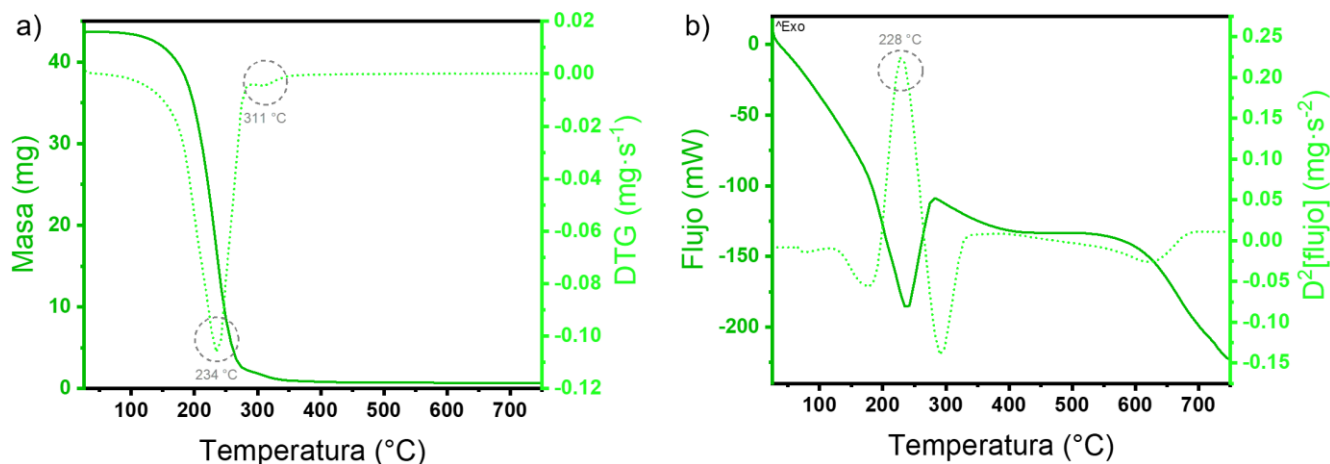 a)
Masa (mg)
40
30
20
10
0
100 200 300 400 500 600 700
Temperatura (°C)
0.02
0.00
-0.02
-0.04
-0.06
-0.08
-0.10
-0.12
DTG (mg·s⁻¹)
311 °C
234 °C
b)
^Exo
228 °C
Flujo (mW)
0
-50
-100
-150
-200
100 200 300 400 500 600 700
Temperatura (°C)
0.25
0.20
0.15
0.10
0.05
0.00
-0.05
-0.10
-0.15
D²[flujo] (mg·s⁻²)